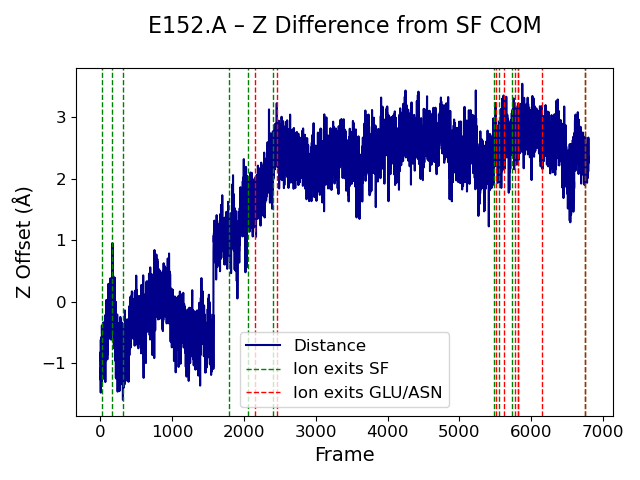 E152.A – Z Difference from SF COM
Z Offset (Å)
3
2
1
0
−1
Distance
Ion exits SF
Ion exits GLU/ASN
0 1000 2000 3000 4000 5000 6000 7000
Frame